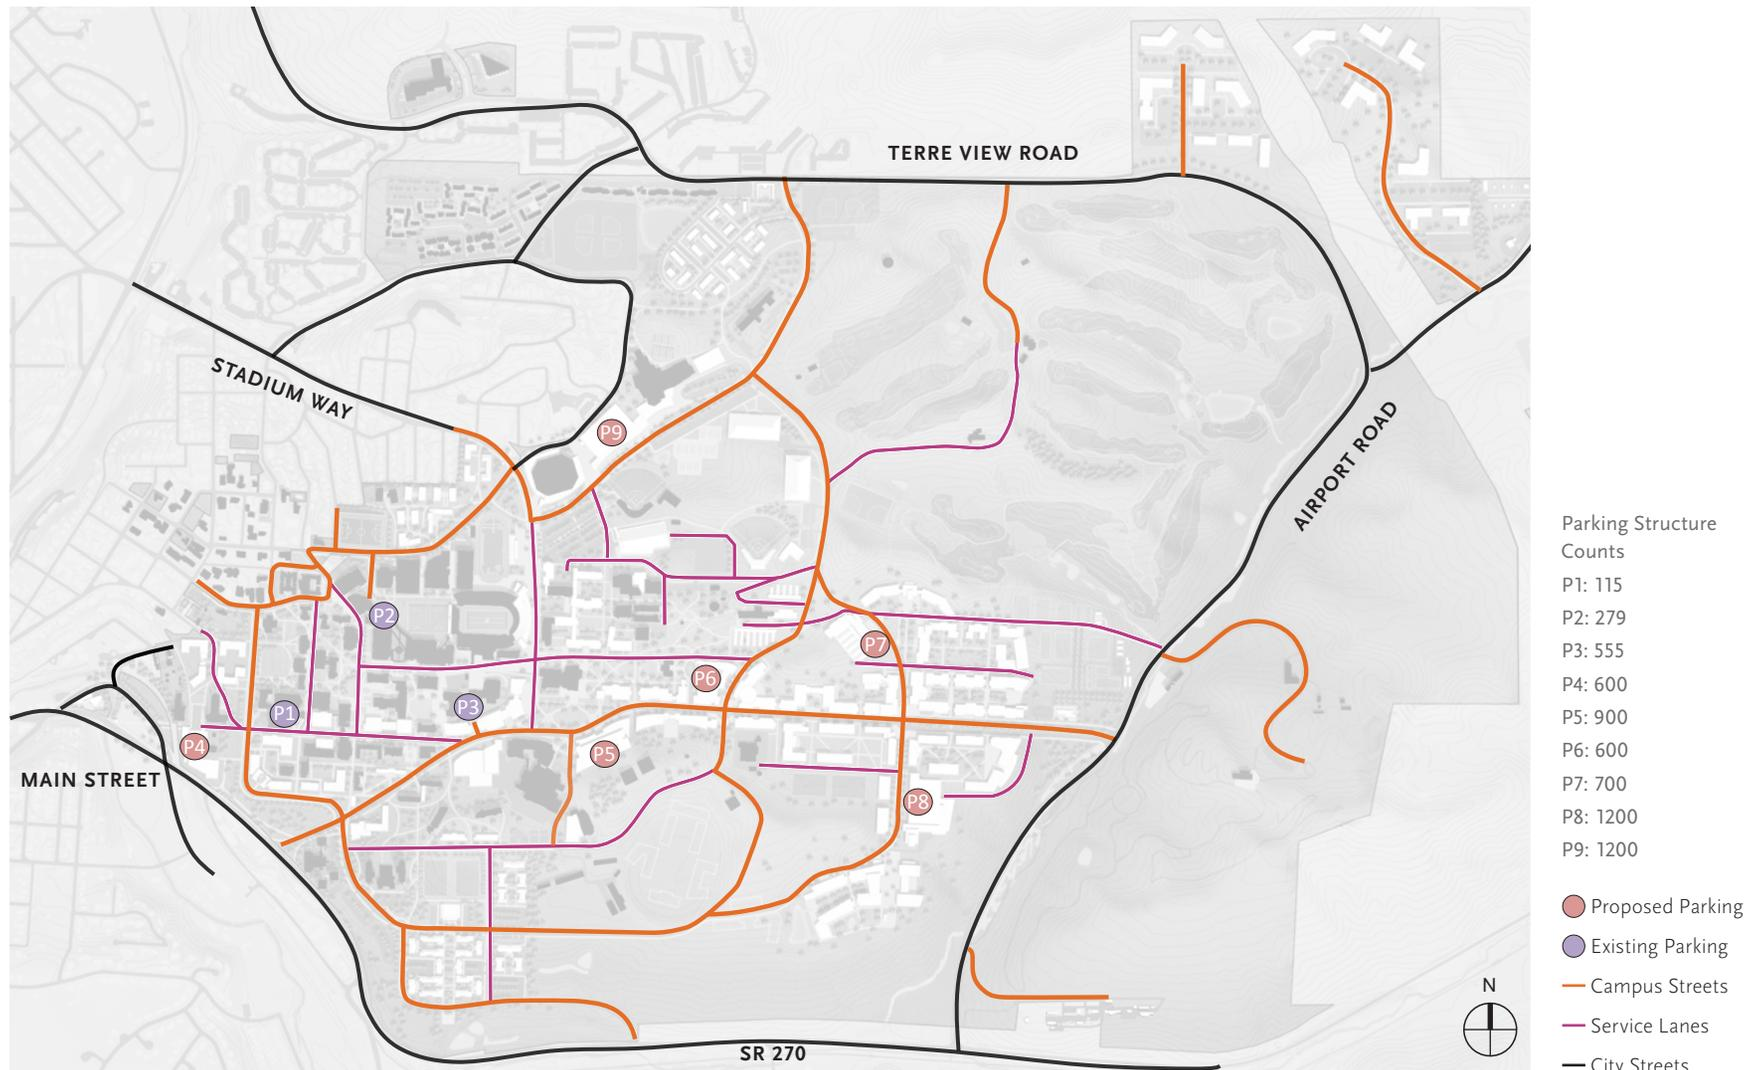 TERRE VIEW ROAD
STADIUM WAY
P9
AIRPORT ROAD
P2
P7
P6
P1
P3
P4
P5
MAIN STREET
P8
SR 270
N
Parking Structure
Counts
P1: 115
P2: 279
P3: 555
P4: 600
P5: 900
P6: 600
P7: 700
P8: 1200
P9: 1200
Proposed Parking
Existing Parking
Campus Streets
Service Lanes
City Streets